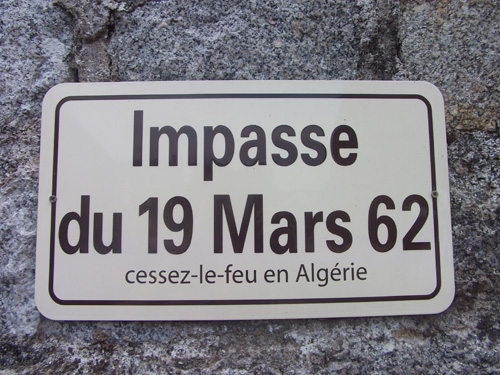 Impasse
du 19 Mars 62
cessez-le-feu en Algérie